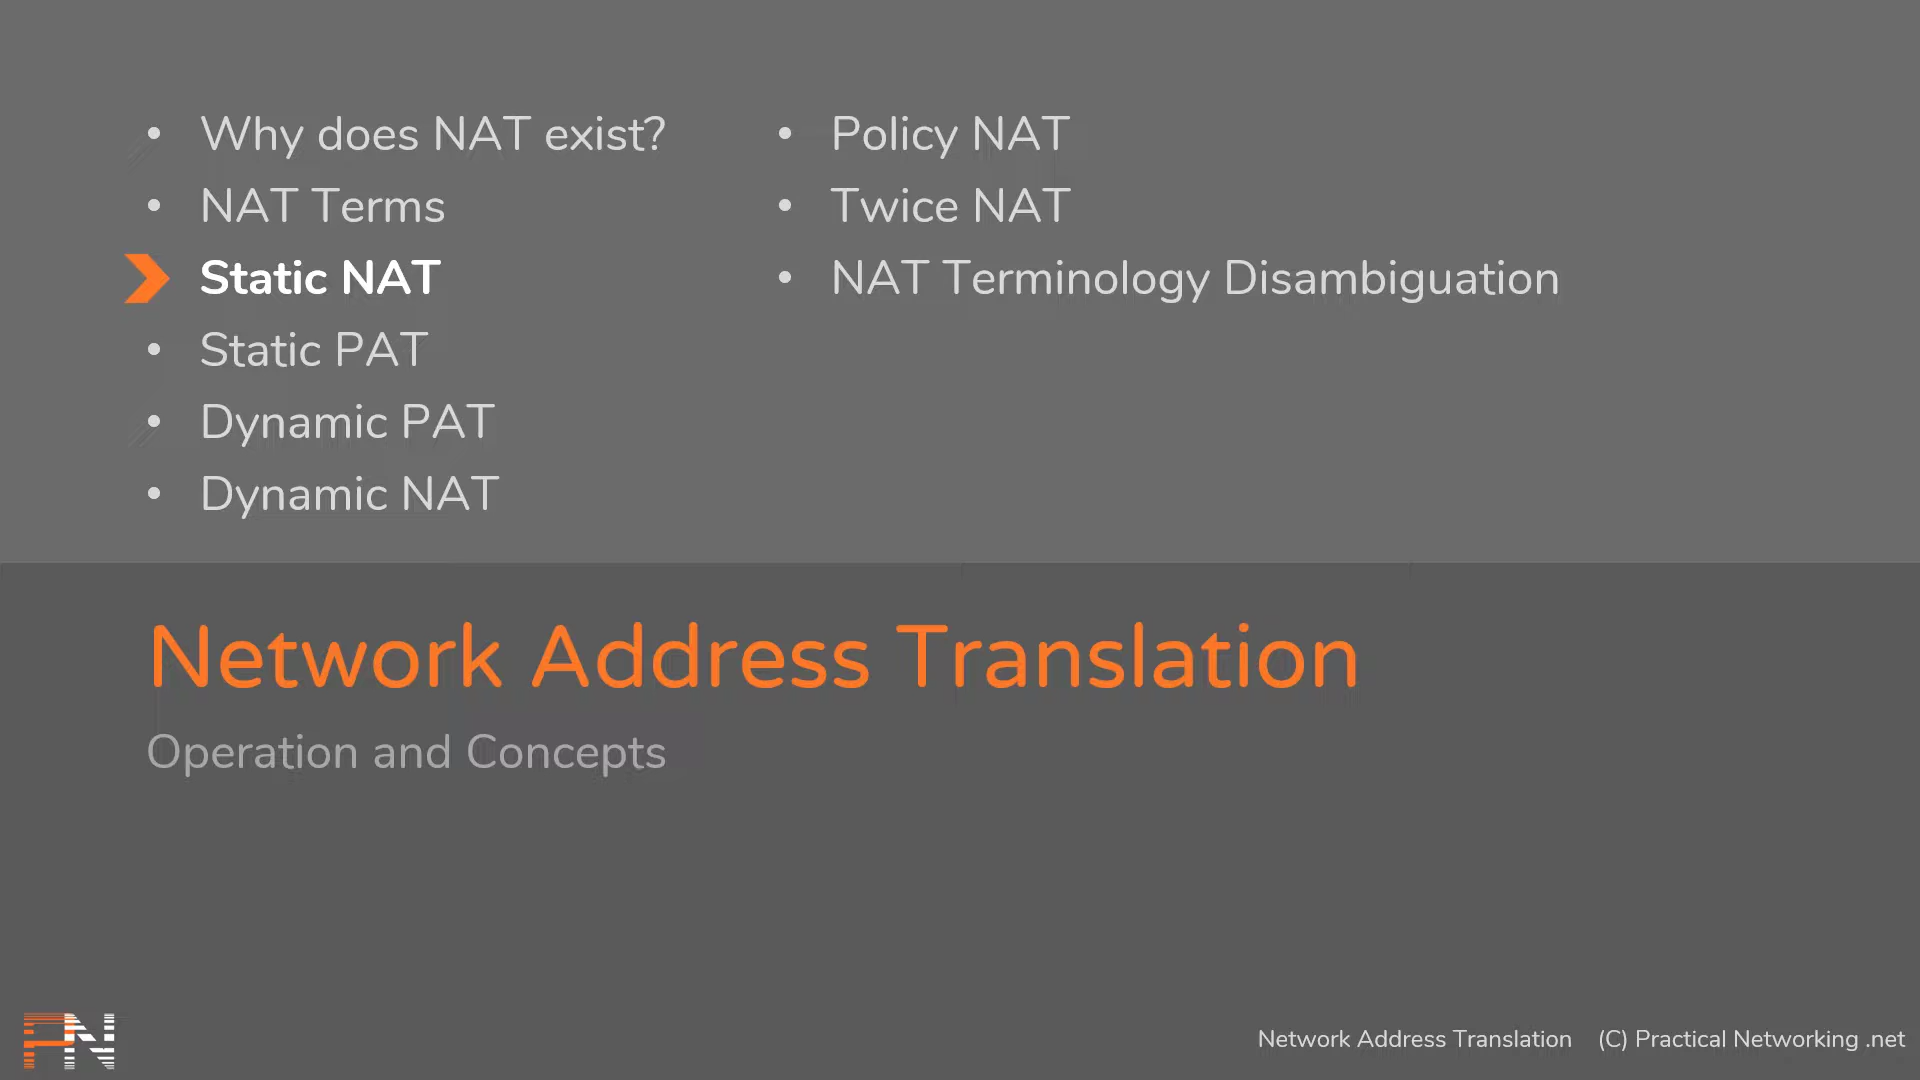 Why does NAT exist?
NAT Terms
Static NAT
Static PAT
Dynamic PAT
Dynamic NAT
Policy NAT
Twice NAT
NAT Terminology Disambiguation
Network Address Translation
Operation and Concepts
PN
Network Address Translation (C) Practical Networking .net